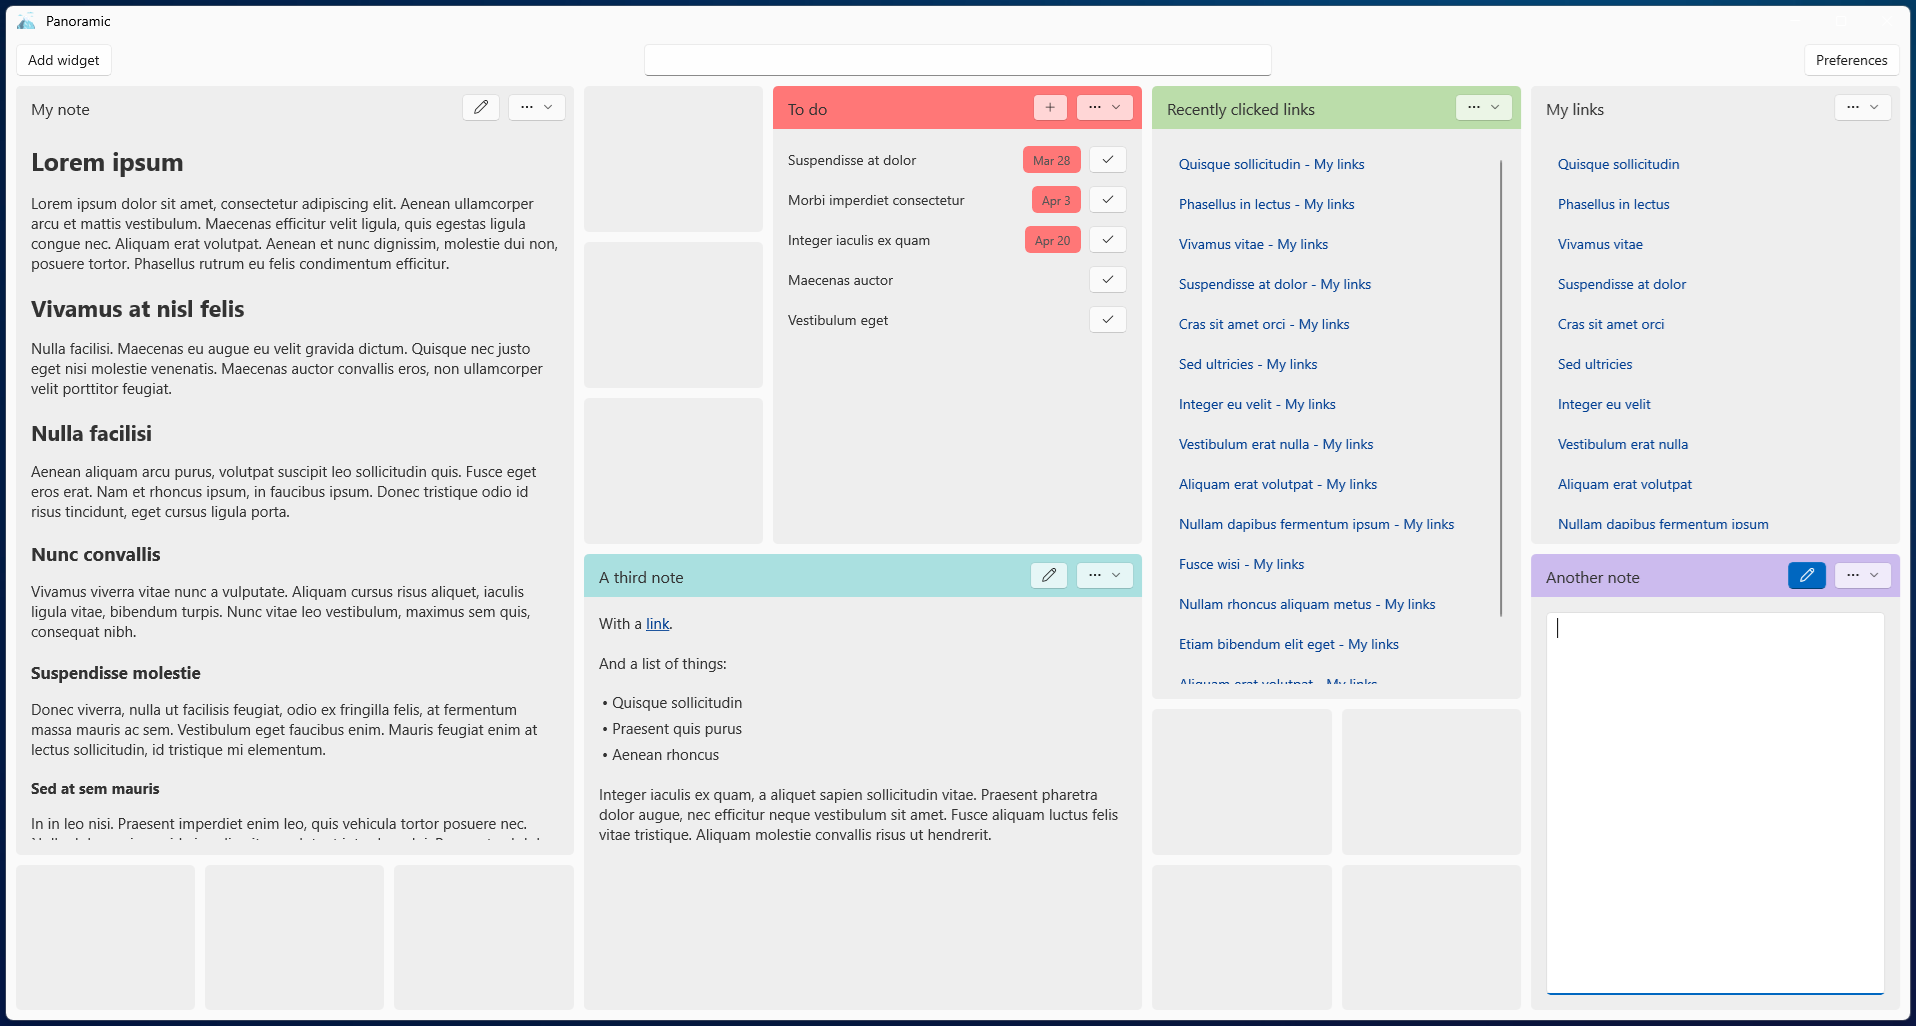 Panoramic
Add widget
Preferences
My note
Lorem ipsum
Lorem ipsum dolor sit amet, consectetur adipiscing elit. Aenean ullamcorper
arcu et mattis vestibulum. Maecenas efficitur velit ligula, quis egestas ligula
congue nec. Aliquam erat volutpat. Aenean et nunc dignissim, molestie dui non,
posuere tortor. Phasellus rutrum eu felis condimentum efficitur.
Vivamus at nisl felis
Nulla facilisi. Maecenas eu augue eu velit gravida dictum. Quisque nec justo
eget nisi molestie venenatis. Maecenas auctor convallis eros, non ullamcorper
velit porttitor feugiat.
Nulla facilisi
Aenean aliquam arcu purus, volutpat suscipit leo sollicitudin quis. Fusce eget
eros erat. Nam et rhoncus ipsum, in faucibus ipsum. Donec tristique odio id
risus tincidunt, eget cursus ligula porta.
Nunc convallis
Vivamus viverra vitae nunc a vulputate. Aliquam cursus risus aliquet, iaculis
ligula vitae, bibendum turpis. Nunc vitae leo vestibulum, maximus sem quis,
consequat nibh.
Suspendisse molestie
Donec viverra, nulla ut facilisis feugiat, odio ex fringilla felis, at fermentum
massa mauris ac sem. Vestibulum eget faucibus enim. Mauris feugiat enim at
lectus sollicitudin, id tristique mi elementum.
Sed at sem mauris
In in leo nisi. Praesent imperdiet enim leo, quis vehicula tortor posuere nec.
To do
Suspendisse at dolor Mar 28
Morbi imperdiet consectetur Apr 3
Integer iaculis ex quam Apr 20
Maecenas auctor
Vestibulum eget
A third note
With a link.
And a list of things:
• Quisque sollicitudin
• Praesent quis purus
• Aenean rhoncus
Integer iaculis ex quam, a aliquet sapien sollicitudin vitae. Praesent pharetra
dolor augue, nec efficitur neque vestibulum sit amet. Fusce aliquam luctus felis
vitae tristique. Aliquam molestie convallis risus ut hendrerit.
Recently clicked links
Quisque sollicitudin - My links
Phasellus in lectus - My links
Vivamus vitae - My links
Suspendisse at dolor - My links
Cras sit amet orci - My links
Sed ultricies - My links
Integer eu velit - My links
Vestibulum erat nulla - My links
Aliquam erat volutpat - My links
Nullam dapibus fermentum ipsum - My links
Fusce wisi - My links
Nullam rhoncus aliquam metus - My links
Etiam bibendum elit eget - My links
Aliquam erat volutpat - My links
My links
Quisque sollicitudin
Phasellus in lectus
Vivamus vitae
Suspendisse at dolor
Cras sit amet orci
Sed ultricies
Integer eu velit
Vestibulum erat nulla
Aliquam erat volutpat
Nullam dapibus fermentum ipsum
Another note